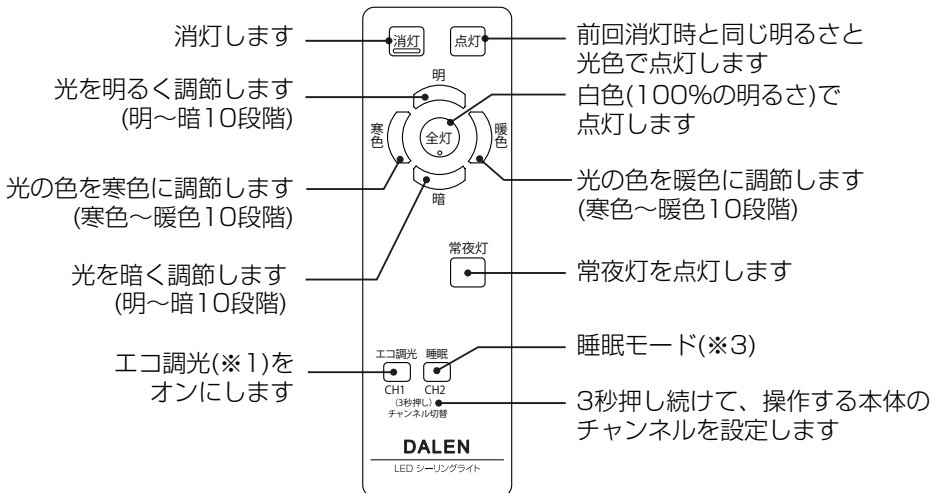 消灯します
光を明るく調節します
(明〜暗10段階)
光の色を寒色に調節します
(寒色〜暖色10段階)
光を暗く調節します
(明〜暗10段階)
エコ調光(※1)を
オンにします
消灯
点灯
明
寒色
全灯
暖色
暗
常夜灯
エコ調光
睡眠
CH1
CH2
(3秒押し)
チャンネル切替
DALEN
LED シーリングライト
前回消灯時と同じ明るさと
光色で点灯します
白色(100%の明るさ)で
点灯します
光の色を暖色に調節します
(寒色〜暖色10段階)
常夜灯を点灯します
睡眠モード(※3)
3秒押し続けて、操作する本体の
チャンネルを設定します